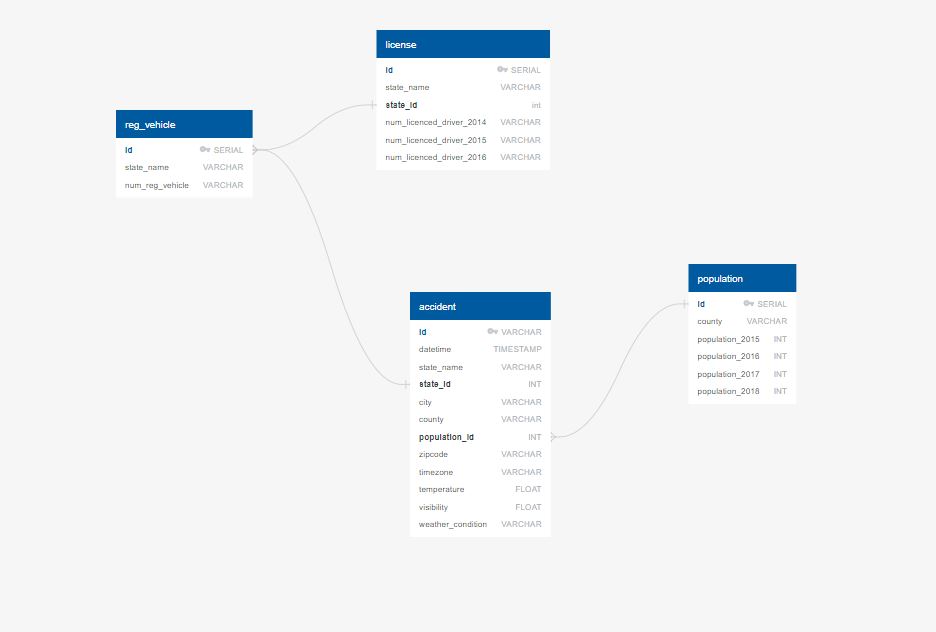 license
id SERIAL
state_name VARCHAR
state_id int
num_licenced_driver_2014 VARCHAR
num_licenced_driver_2015 VARCHAR
num_licenced_driver_2016 VARCHAR
reg_vehicle
id SERIAL
state_name VARCHAR
num_reg_vehicle VARCHAR
accident
id VARCHAR
datetime TIMESTAMP
state_name VARCHAR
state_id INT
city VARCHAR
county VARCHAR
population_id INT
zipcode VARCHAR
timezone VARCHAR
temperature FLOAT
visibility FLOAT
weather_condition VARCHAR
population
id SERIAL
county VARCHAR
population_2015 INT
population_2016 INT
population_2017 INT
population_2018 INT